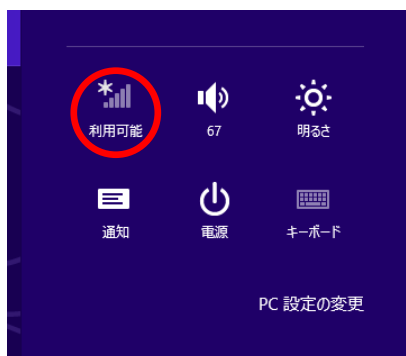 利用可能
67
明るさ
通知
電源
キーボード
PC 設定の変更